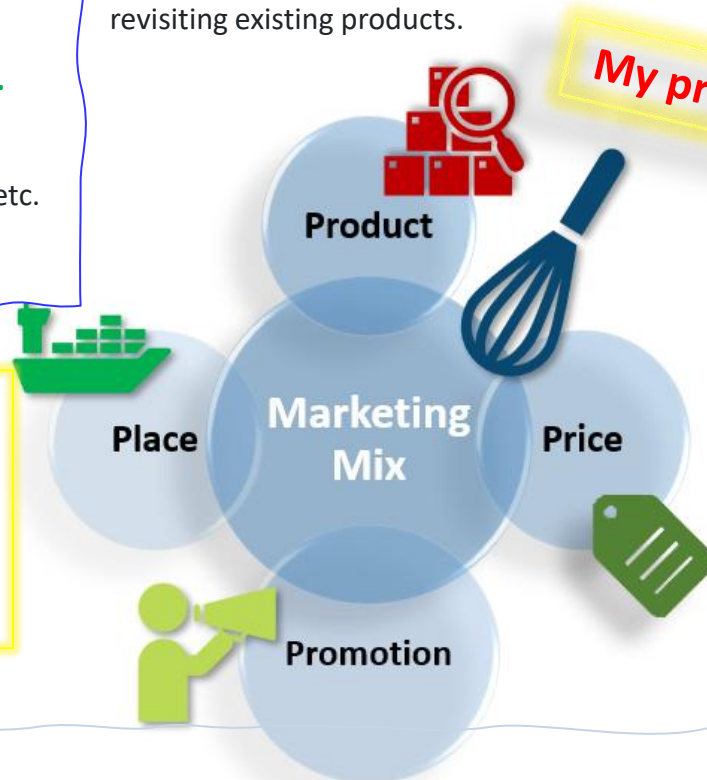 revisiting existing products.
My pr
etc.
Product
Marketing
Mix
Place
Price
Promotion